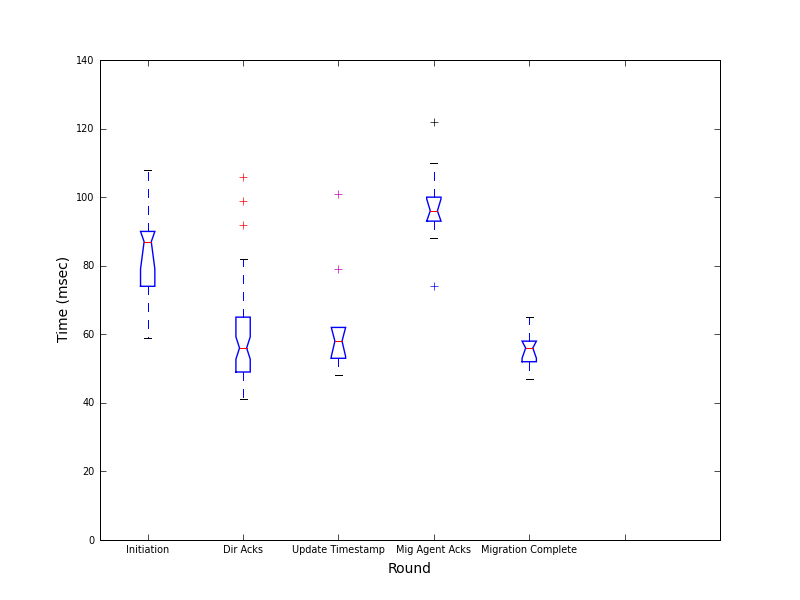 140
120
100
80
60
40
20
0
Time (msec)
Initiation
Dir Acks
Update Timestamp
Mig Agent Acks
Migration Complete
Round